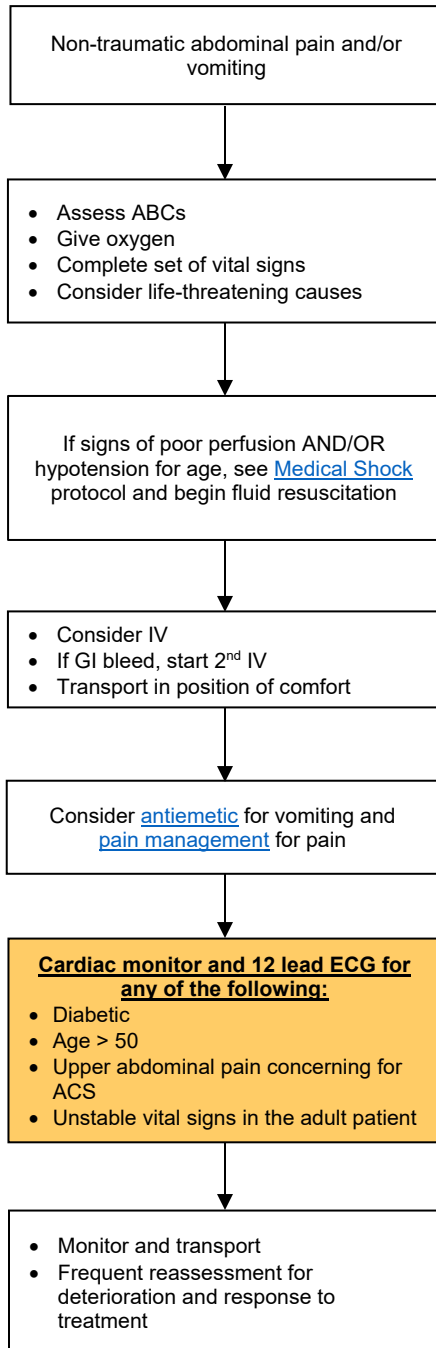 Non-traumatic abdominal pain and/or
vomiting
• Assess ABCs
• Give oxygen
• Complete set of vital signs
• Consider life-threatening causes
If signs of poor perfusion AND/OR
hypotension for age, see Medical Shock
protocol and begin fluid resuscitation
• Consider IV
• If GI bleed, start 2nd IV
• Transport in position of comfort
Consider antiemetic for vomiting and
pain management for pain
Cardiac monitor and 12 lead ECG for
any of the following:
• Diabetic
• Age > 50
• Upper abdominal pain concerning for
ACS
• Unstable vital signs in the adult patient
• Monitor and transport
• Frequent reassessment for
deterioration and response to
treatment